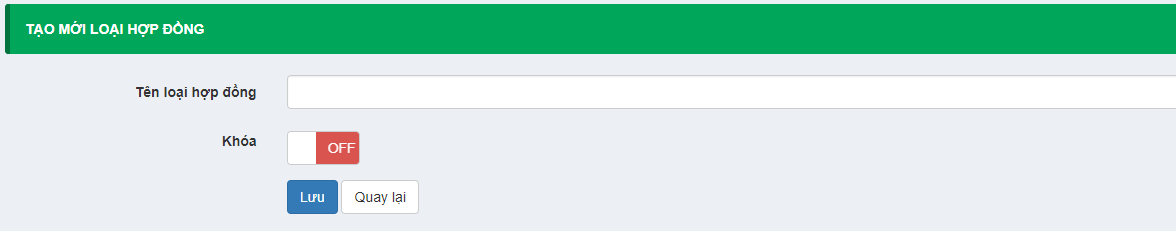 TẠO MỚI LOẠI HỢP ĐỒNG
Tên loại hợp đồng
Khóa OFF
Lưu Quay lại